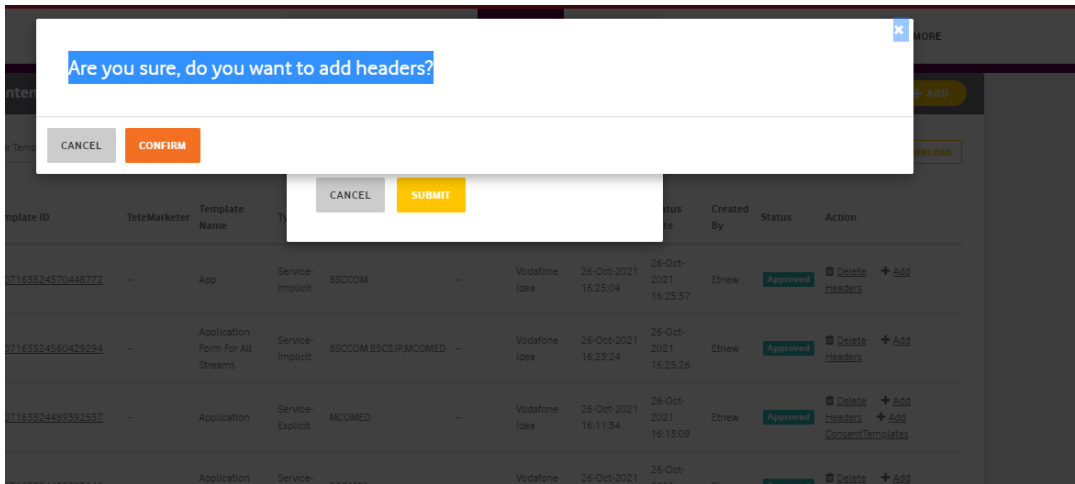 MORE
Are you sure, do you want to add headers?
ADD
CANCEL CONFIRM
CANCEL SUBMIT
TeleMarketer Template Name Created By Status Action
071635245704​48772 -- App Service-Implicit BSCCOM -- Vodafone Idea 26-Oct-2021 16:25:04 26-Oct-2021 16:25:37 Etnew Approved Delete Add Headers
07163524560429294 -- Application Form For All Streams Service-Implicit BSCCOM,BSCSJP,MCOMED -- Vodafone Idea 26-Oct-2021 16:23:24 26-Oct-2021 16:25:26 Etnew Approved Delete Add Headers
07163524489392537 -- Application Service-Explicit MCOMED -- Vodafone Idea 26-Oct-2021 16:11:34 26-Oct-2021 16:13:09 Etnew Approved Delete Add Headers Add ConsentTemplates
Application Service- Vodafone 26-Oct-2021 26-Oct- Delete Add